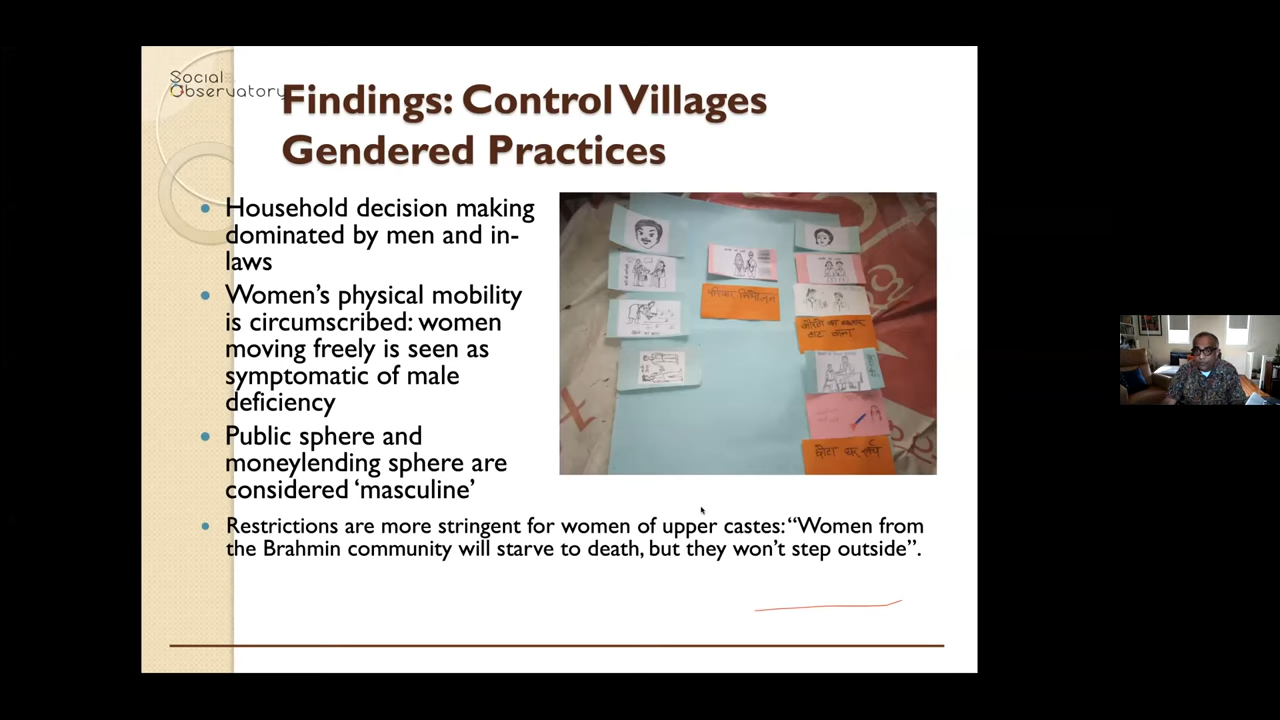 Social
Observatory
Findings: Control Villages
Gendered Practices
Household decision making
dominated by men and in-
laws
Women’s physical mobility
is circumscribed: women
moving freely is seen as
symptomatic of male
deficiency
Public sphere and
moneylending sphere are
considered ‘masculine’
Restrictions are more stringent for women of upper castes: “Women from
the Brahmin community will starve to death, but they won’t step outside”.
छोटा घर खर्च